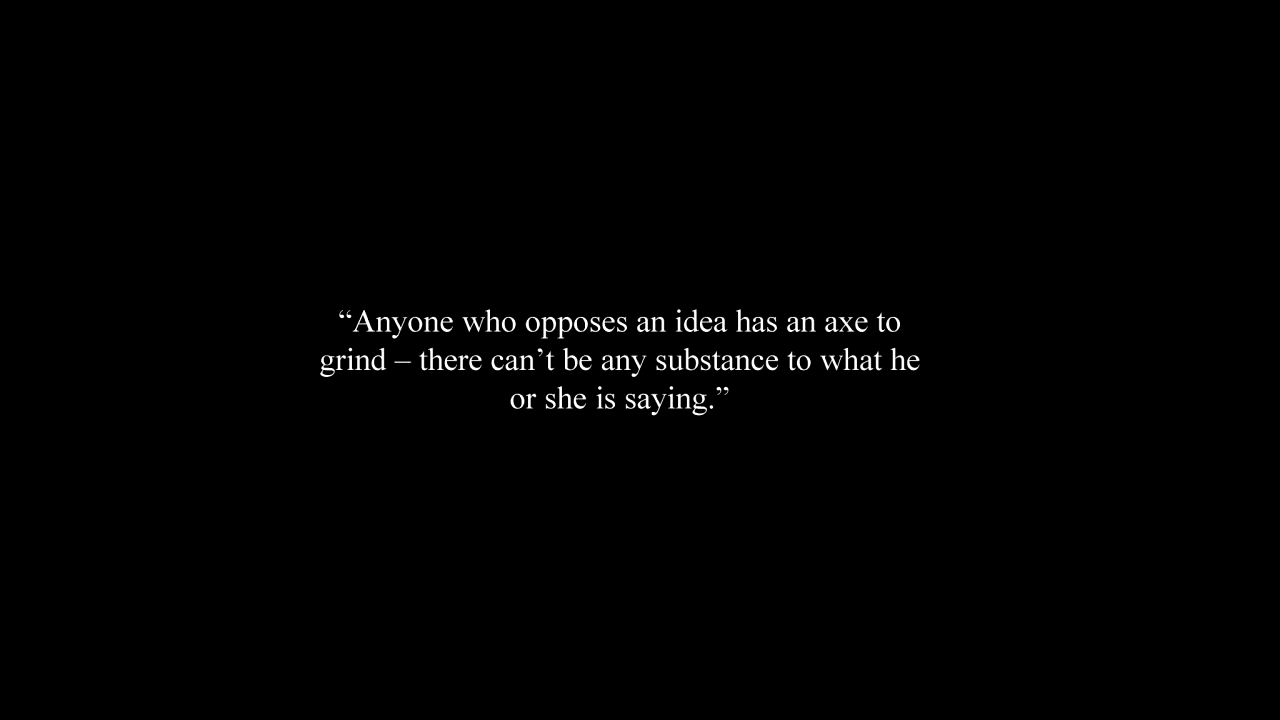 “Anyone who opposes an idea has an axe to
grind – there can’t be any substance to what he
or she is saying.”